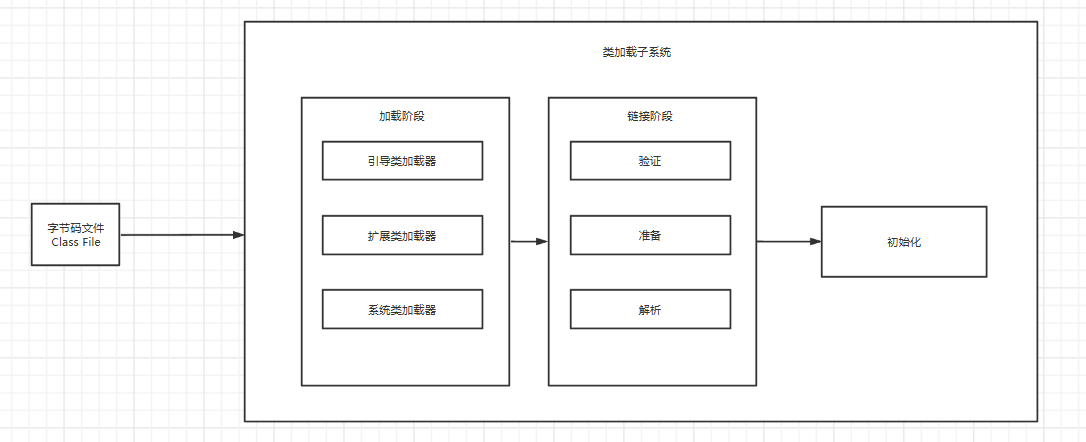 类加载子系统
加载阶段
引导类加载器
扩展类加载器
系统类加载器
链接阶段
验证
准备
解析
字节码文件
Class File
初始化